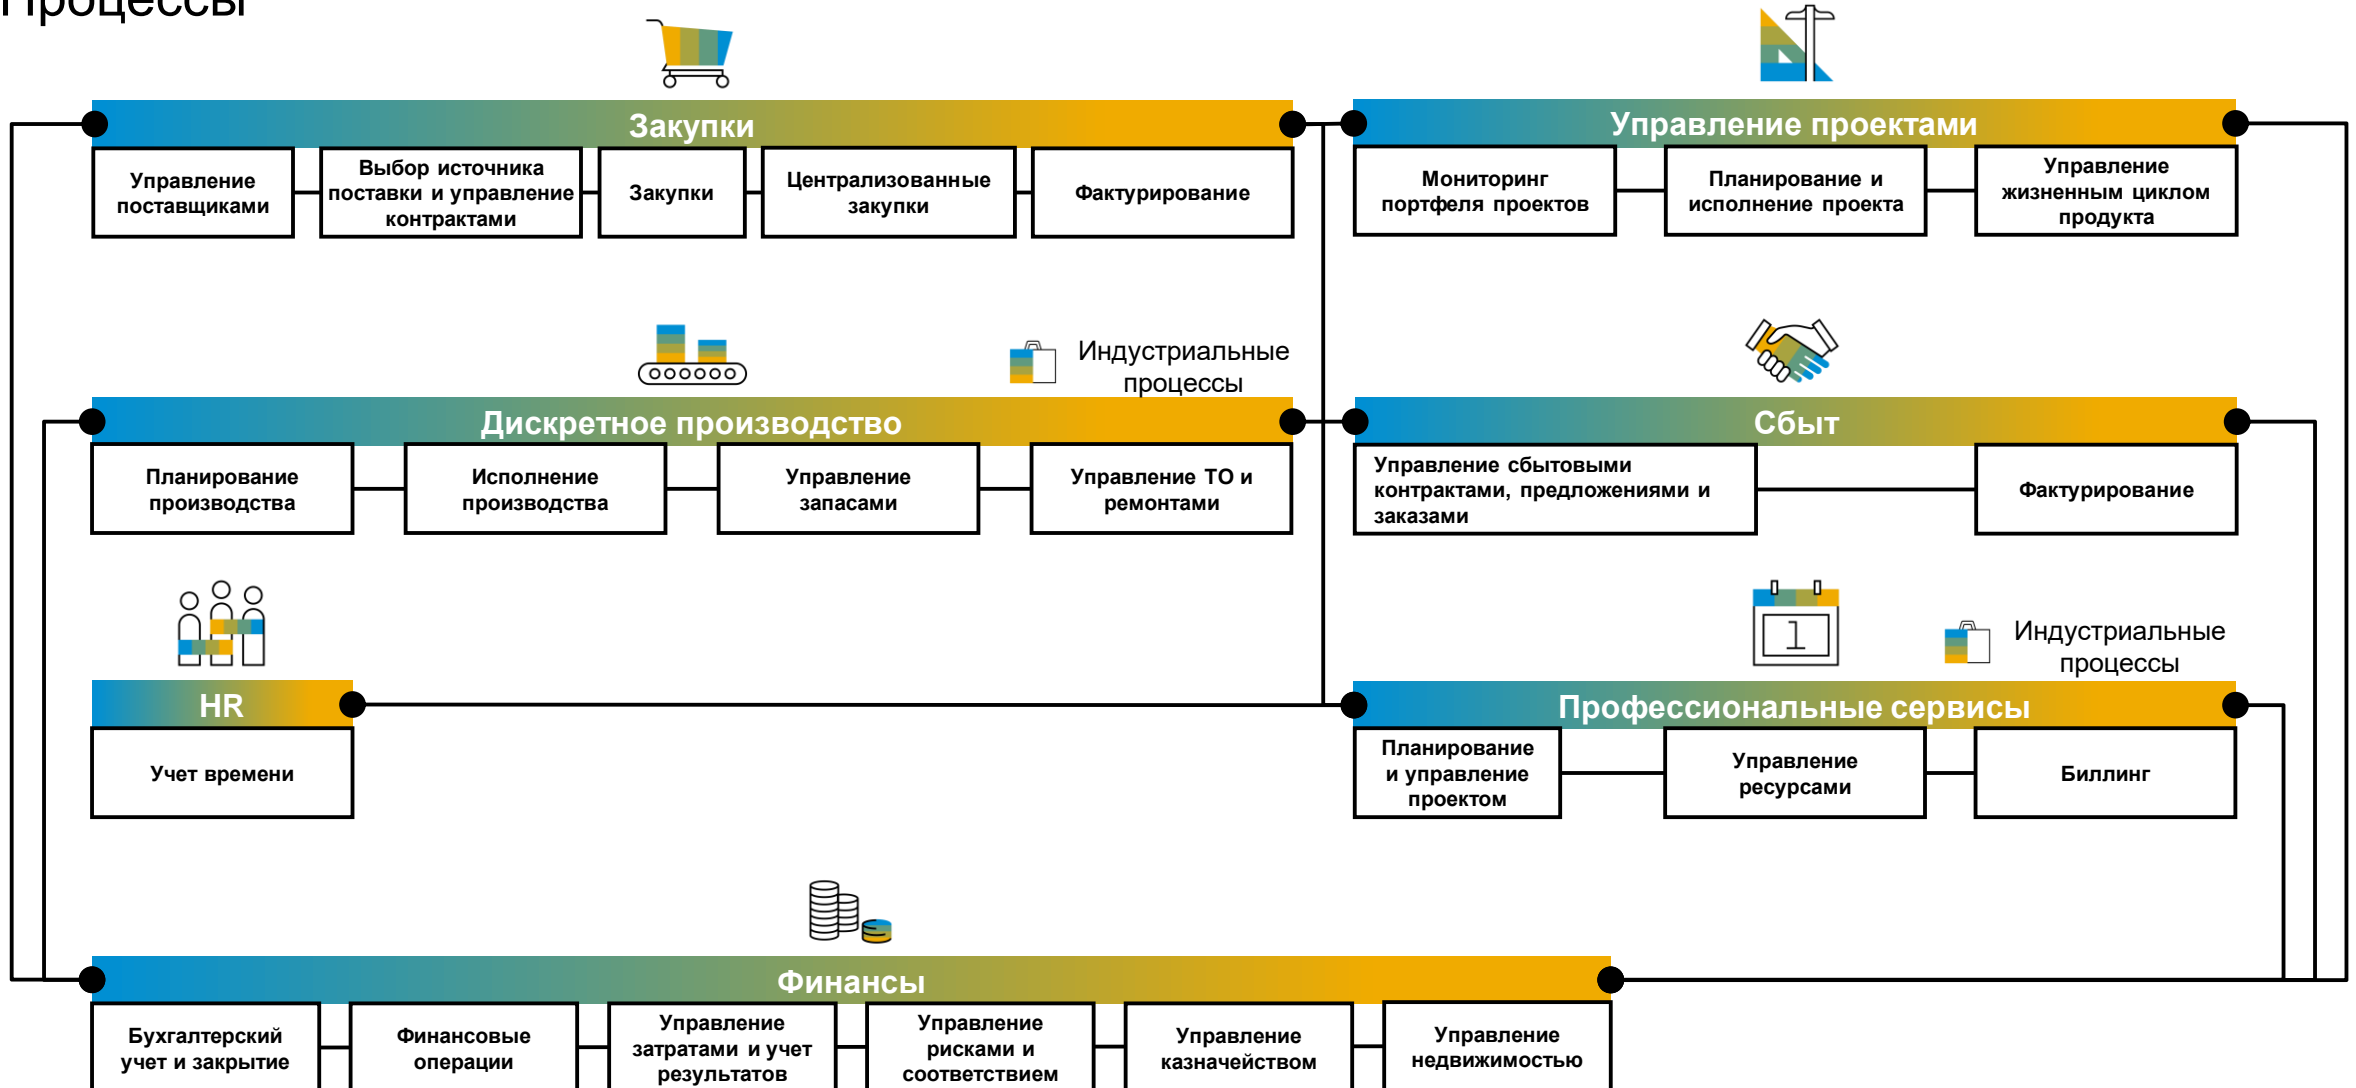 Процессы
Закупки
Управление
поставщиками
Выбор источника
поставки и управление
контрактами
Закупки
Централизованные
закупки
Фактурирование
Управление проектами
Мониторинг
портфеля проектов
Планирование и
исполнение проекта
Управление
жизненным циклом
продукта
Индустриальные
процессы
Дискретное производство
Планирование
производства
Исполнение
производства
Управление
запасами
Управление ТО и
ремонтами
Сбыт
Управление сбытовыми
контрактами, предложениями и
заказами
Фактурирование
HR
Учет времени
1
Индустриальные
процессы
Профессиональные сервисы
Планирование
и управление
проектом
Управление
ресурсами
Биллинг
Финансы
Бухгалтерский
учет и закрытие
Финансовые
операции
Управление
затратами и учет
результатов
Управление
рисками и
соответствием
Управление
казначейством
Управление
недвижимостью